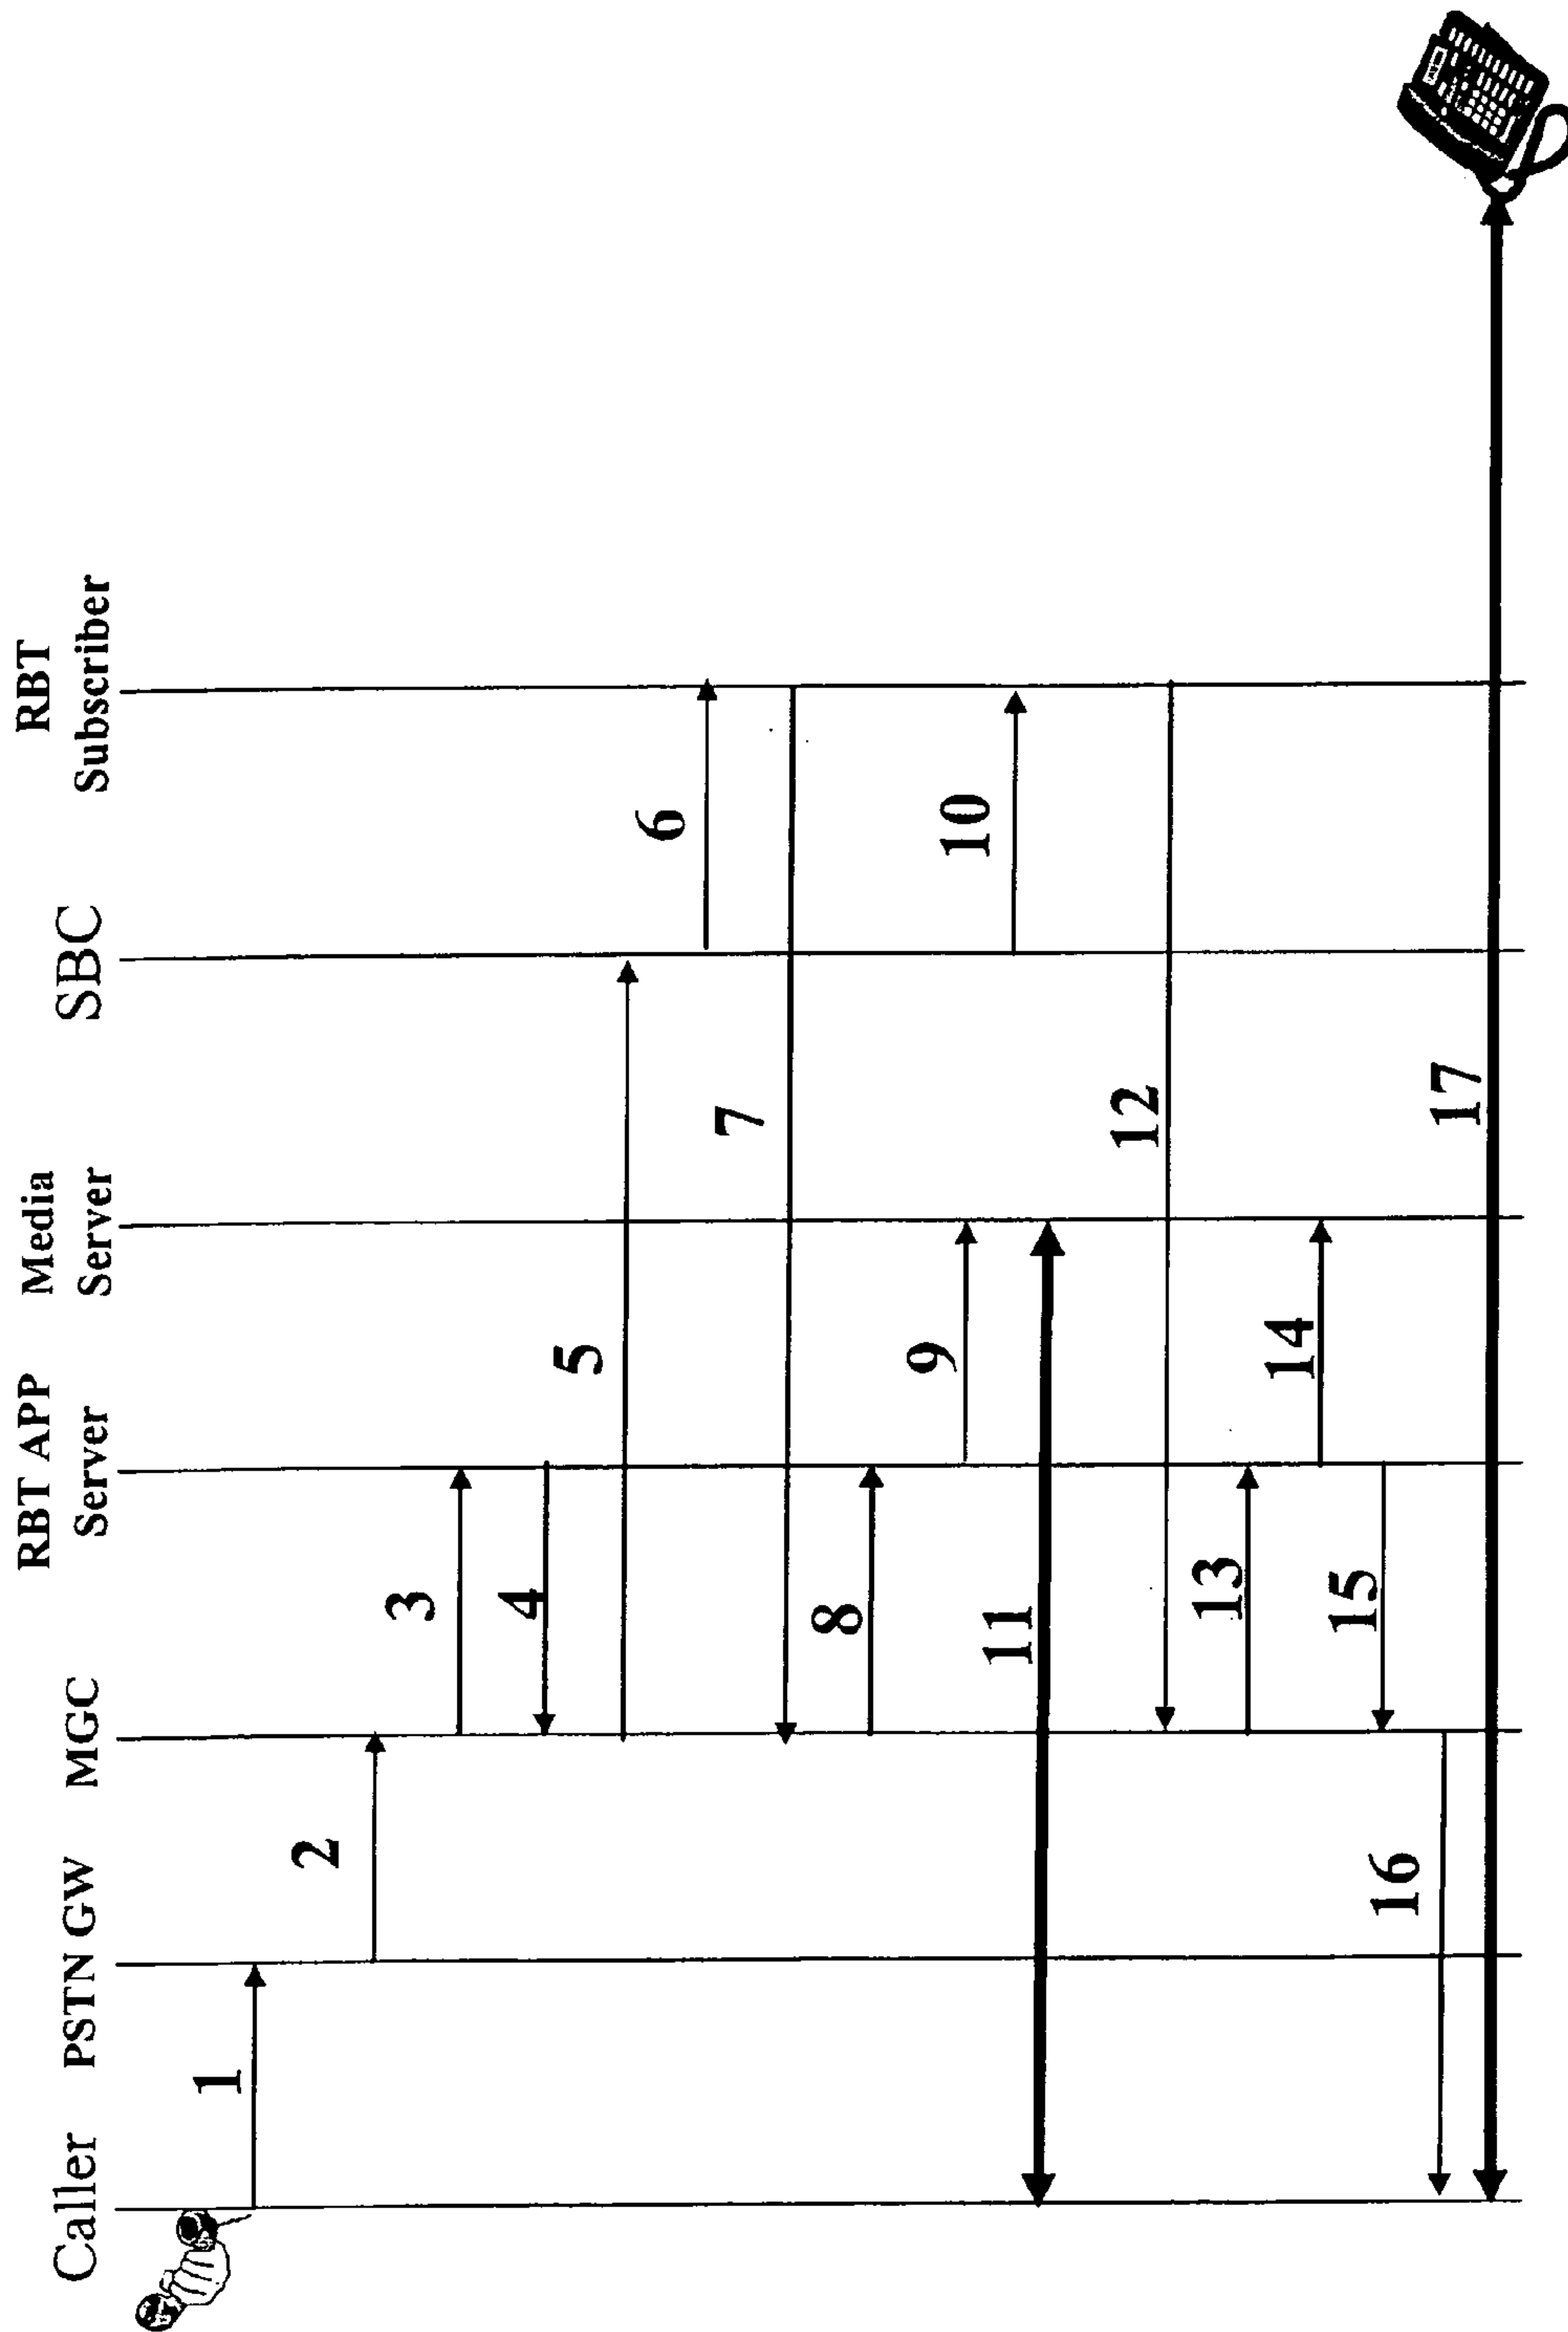 Caller
PSTN GW
MGC
RBT APP
Server
Media
Server
SBC
RBT
Subscriber
1
2
3
4
5
6
7
8
9
10
11
12
13
14
15
16
17